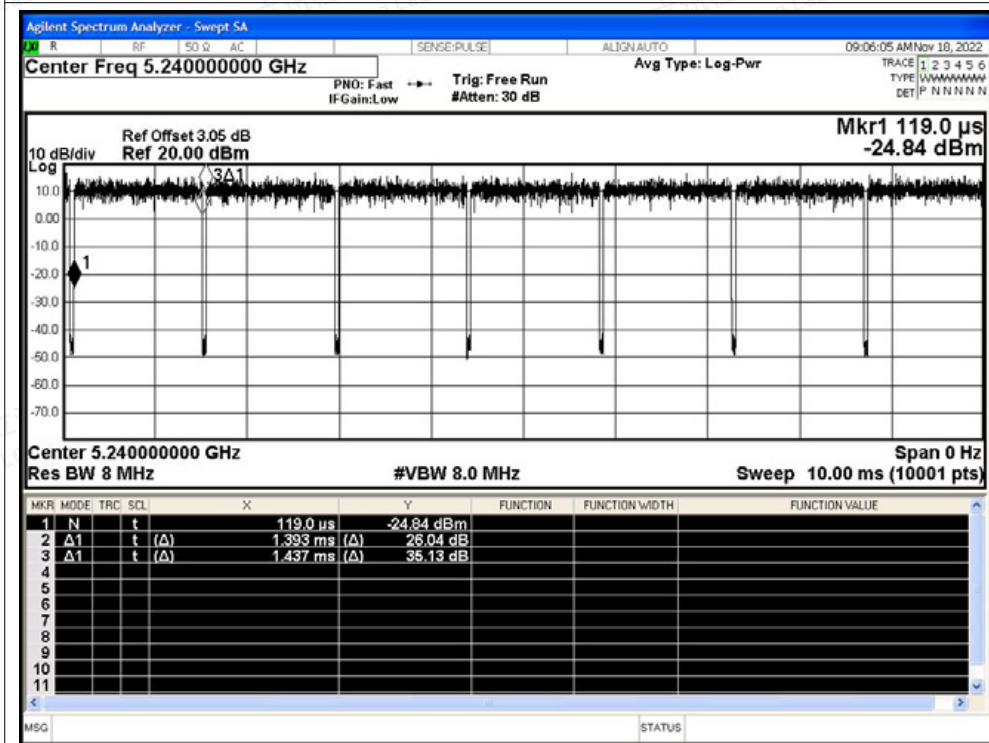 Agilent Spectrum Analyzer - Swept SA
R RF 50 Ω AC SENSE:PULSE ALIGN AUTO 09:06:05 AM Nov 18, 2022
Center Freq 5.240000000 GHz Avg Type: Log-Pwr TRACE 1 2 3 4 5 6
PNO: Fast Trig: Free Run TYPE WWWWWW
IFGain:Low #Atten: 30 dB DET P N N N N N
Mkr1 119.0 µs
Ref Offset 3.05 dB
10 dB/div Ref 20.00 dBm -24.84 dBm
Log
3Δ1
10.0
0.00
-10.0
1
-20.0
-30.0
-40.0
-50.0
-60.0
-70.0
Center 5.240000000 GHz Span 0 Hz
Res BW 8 MHz #VBW 8.0 MHz Sweep 10.00 ms (10001 pts)
MKR MODE TRC SCL X Y FUNCTION FUNCTION WIDTH FUNCTION VALUE
1 N t 119.0 µs -24.84 dBm
2 Δ1 t (Δ) 1.393 ms (Δ) 26.04 dB
3 Δ1 t (Δ) 1.437 ms (Δ) 35.13 dB
4
5
6
7
8
9
10
11
MSG STATUS